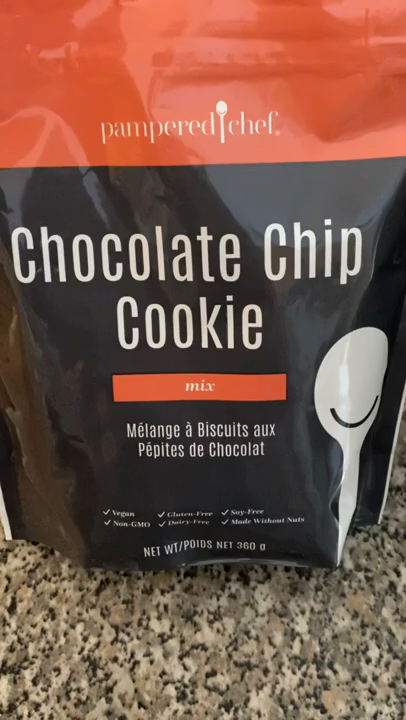 pampered chef®
Chocolate Chip
Cookie
mix
Mélange à Biscuits aux
Pépites de Chocolat
✓ Vegan ✓ Gluten-Free ✓ Soy-Free
✓ Non-GMO ✓ Dairy-Free ✓ Made Without Nuts
NET WT/POIDS NET 360 g